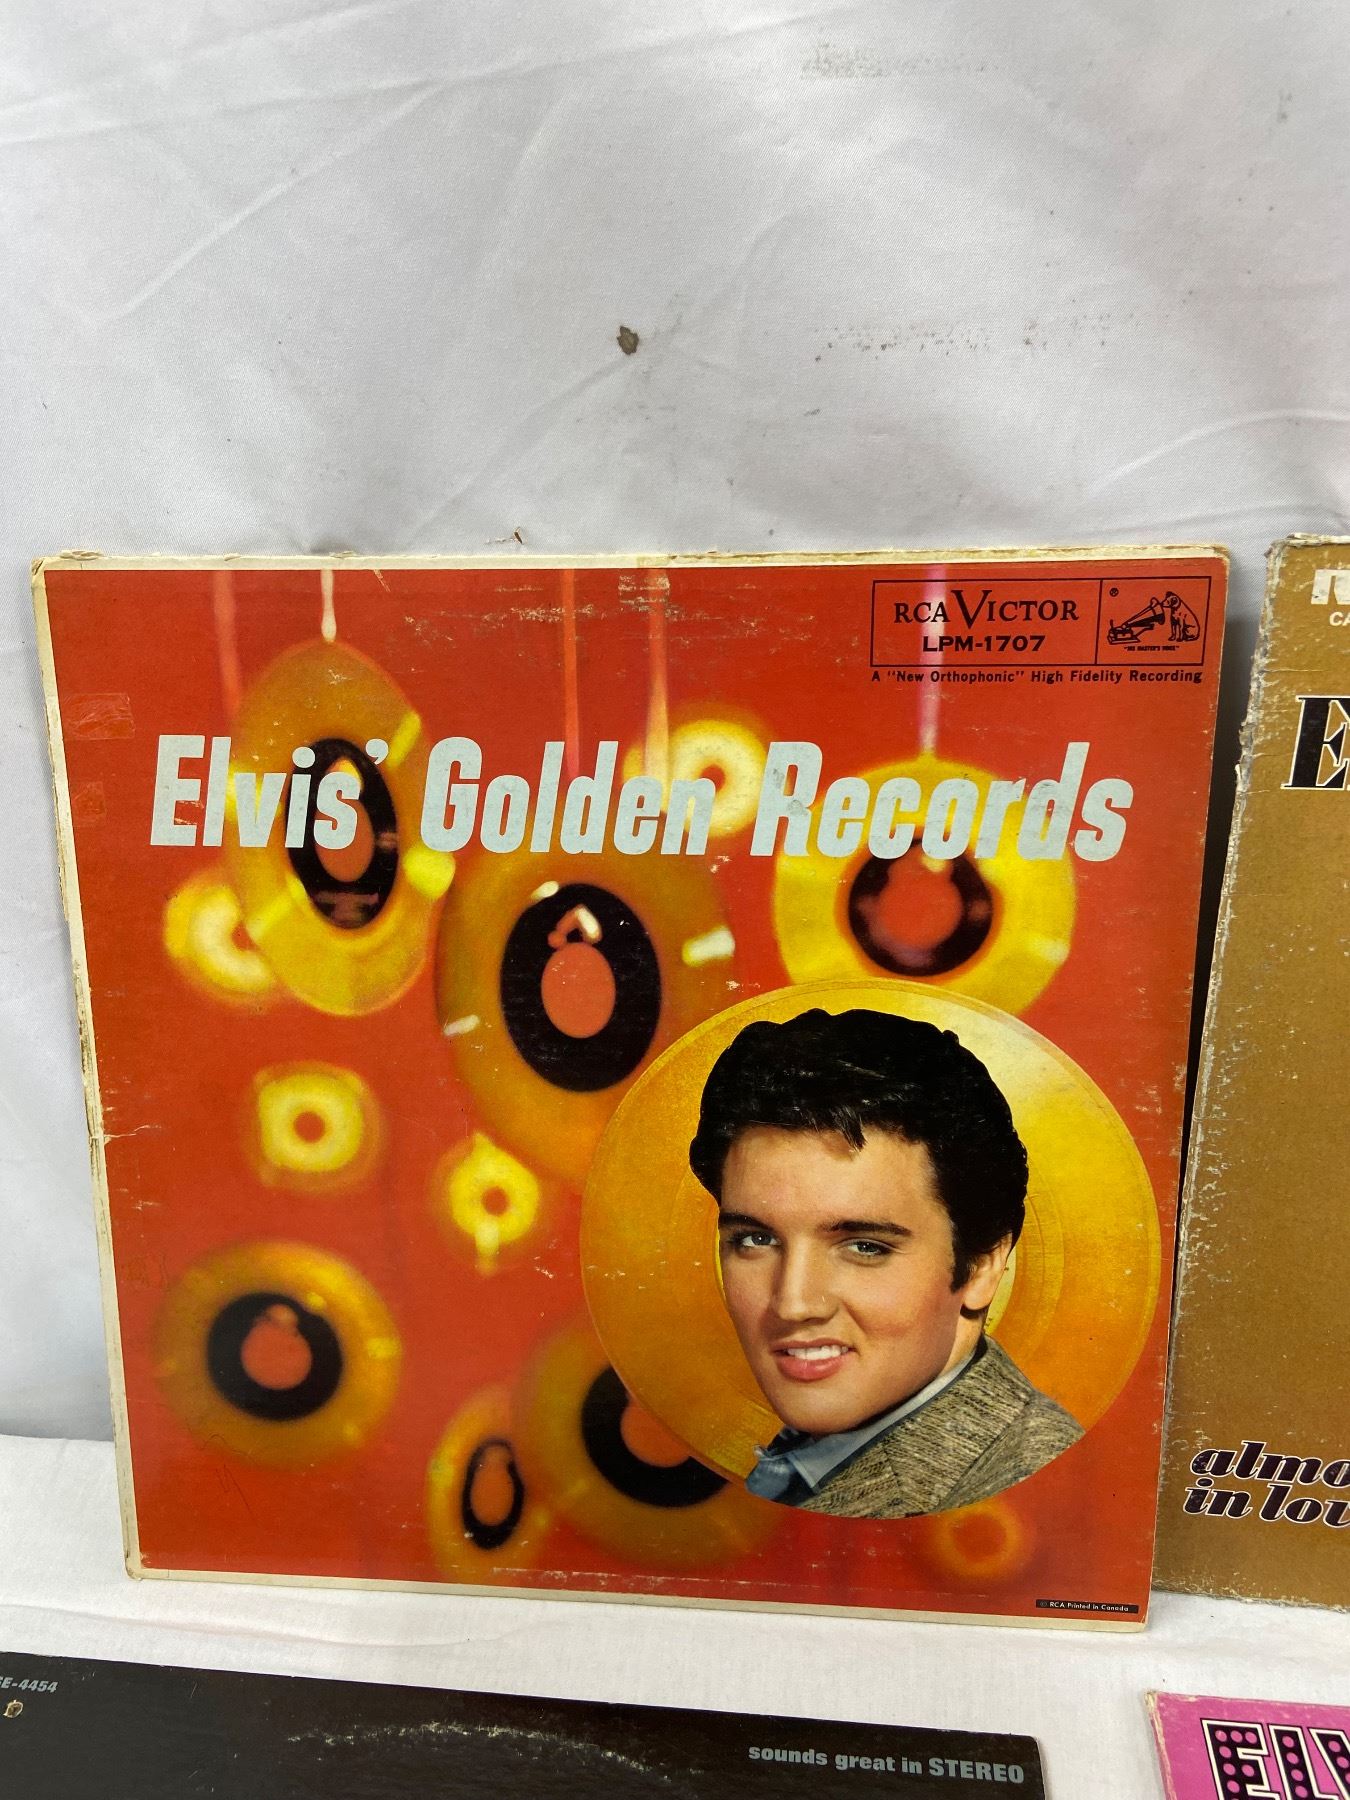 RCA VICTOR
LPM-1707
®
"HIS MASTER'S VOICE"
A "New Orthophonic" High Fidelity Recording
Elvis' Golden Records
© RCA Printed in Canada
almo
in lov
E-4454
sounds great in STEREO
ELV